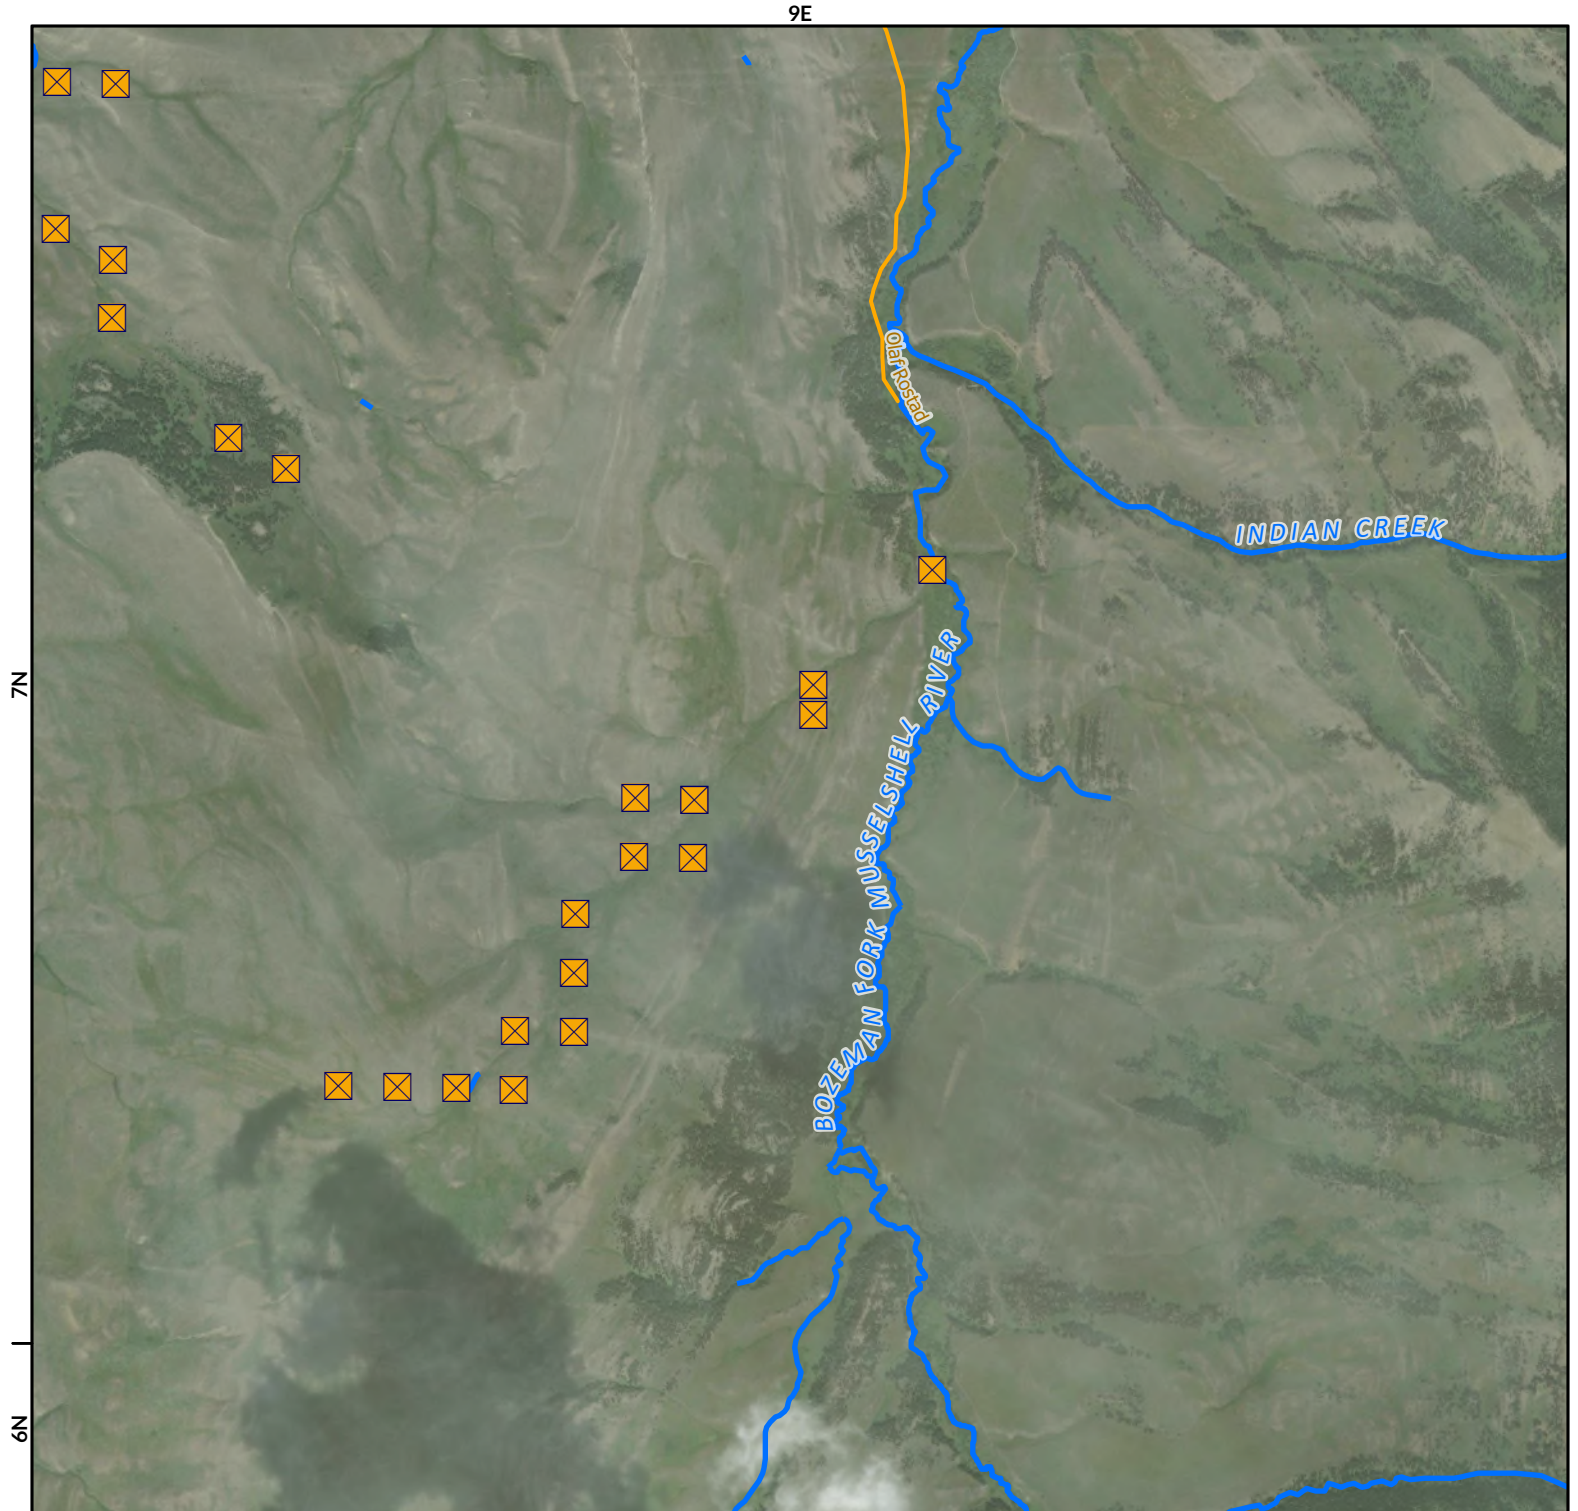 9E
Olaf Rostad
INDIAN CREEK
7N
BOZEMAN FORK MUSSELSHELL RIVER
6N